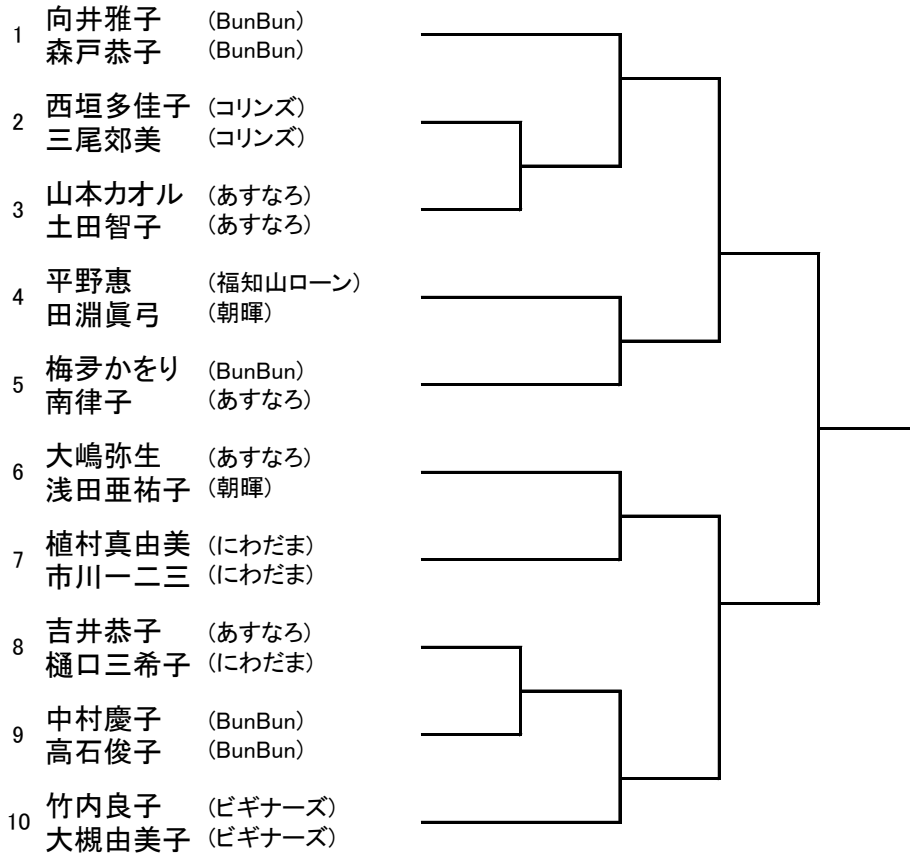 1 向井雅子 (BunBun)
森戸恭子 (BunBun)
2 西垣多佳子 (コリンズ)
三尾郊美 (コリンズ)
3 山本カオル (あすなろ)
土田智子 (あすなろ)
4 平野惠 (福知山ローン)
田淵眞弓 (朝暉)
5 梅夛かをり (BunBun)
南律子 (あすなろ)
6 大嶋弥生 (あすなろ)
浅田亜祐子 (朝暉)
7 植村真由美 (にわだま)
市川一二三 (にわだま)
8 吉井恭子 (あすなろ)
樋口三希子 (にわだま)
9 中村慶子 (BunBun)
高石俊子 (BunBun)
10 竹内良子 (ビギナーズ)
大槻由美子 (ビギナーズ)